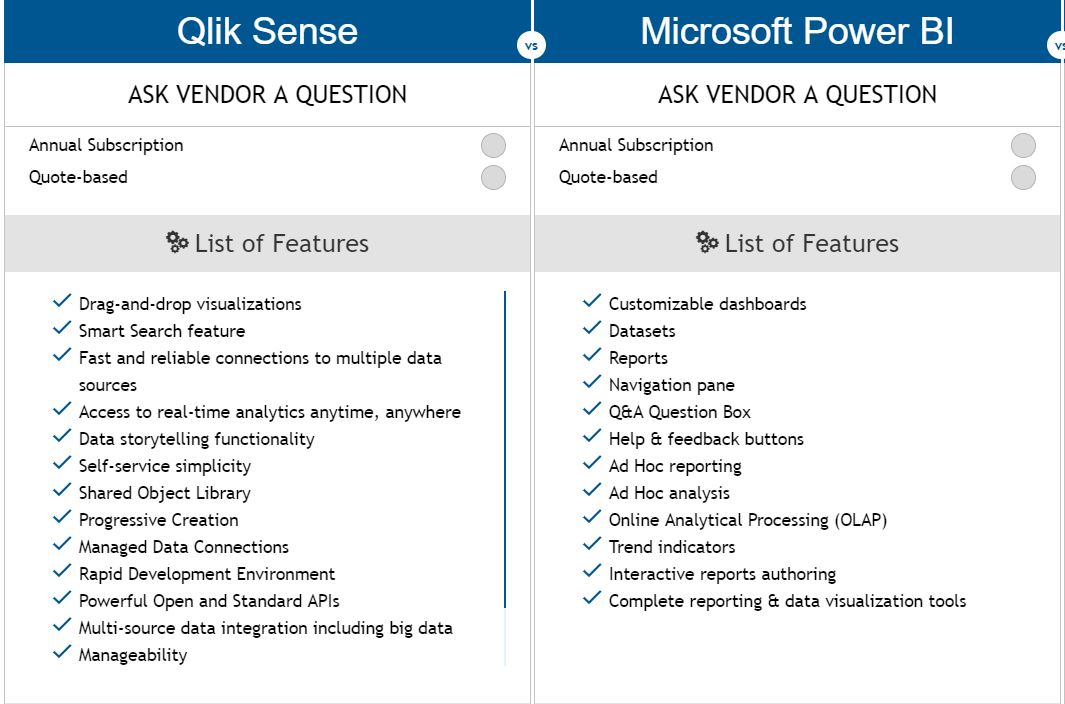 Qlik Sense
vs
Microsoft Power BI
vs
ASK VENDOR A QUESTION
ASK VENDOR A QUESTION
Annual Subscription
Quote-based
Annual Subscription
Quote-based
List of Features
Drag-and-drop visualizations
Smart Search feature
Fast and reliable connections to multiple data
sources
Access to real-time analytics anytime, anywhere
Data storytelling functionality
Self-service simplicity
Shared Object Library
Progressive Creation
Managed Data Connections
Rapid Development Environment
Powerful Open and Standard APIs
Multi-source data integration including big data
Manageability
List of Features
Customizable dashboards
Datasets
Reports
Navigation pane
Q&A Question Box
Help & feedback buttons
Ad Hoc reporting
Ad Hoc analysis
Online Analytical Processing (OLAP)
Trend indicators
Interactive reports authoring
Complete reporting & data visualization tools